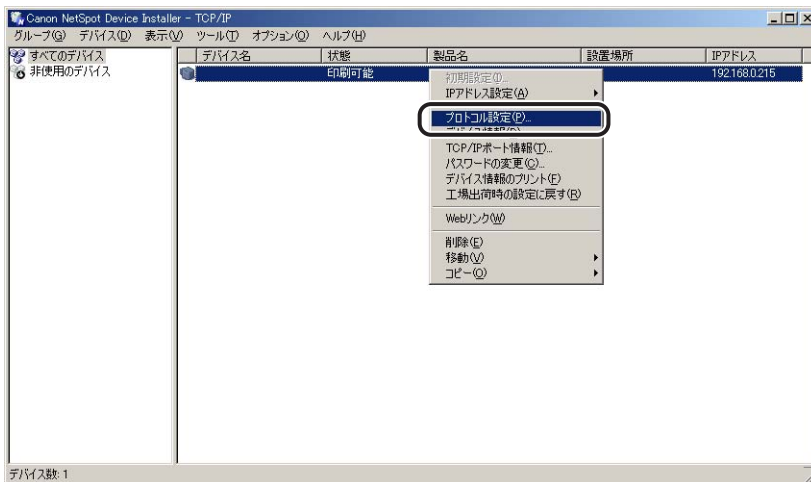 Canon NetSpot Device Installer - TCP/IP
グループ(G) デバイス(D) 表示(V) ツール(T) オプション(O) ヘルプ(H)
すべてのデバイス
非使用のデバイス
デバイス名 状態 製品名 設置場所 IPアドレス
印刷可能 192.168.0.215
初期設定(I)...
IPアドレス設定(A)
プロトコル設定(P)...
TCP/IPポート情報(T)...
パスワードの変更(C)...
デバイス情報のプリント(F)
工場出荷時の設定に戻す(R)
Webリンク(W)
削除(E)
移動(V)
コピー(O)
デバイス数: 1